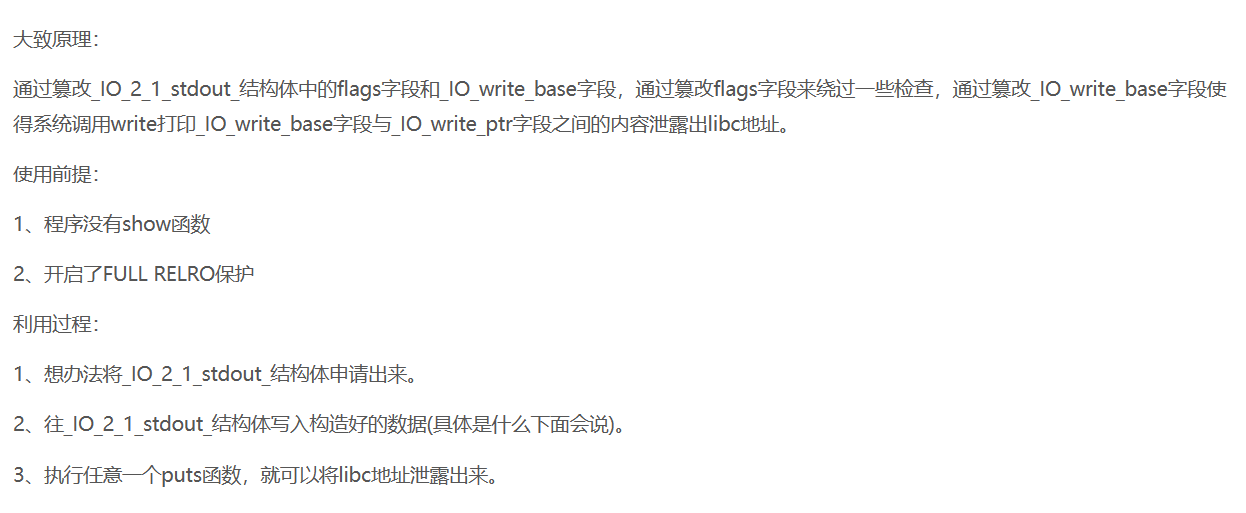 大致原理：
通过篡改_IO_2_1_stdout_结构体中的flags字段和_IO_write_base字段，通过篡改flags字段来绕过一些检查，通过篡改_IO_write_base字段使
得系统调用write打印_IO_write_base字段与_IO_write_ptr字段之间的内容泄露出libc地址。
使用前提：
1、程序没有show函数
2、开启了FULL RELRO保护
利用过程：
1、想办法将_IO_2_1_stdout_结构体申请出来。
2、往_IO_2_1_stdout_结构体写入构造好的数据(具体是什么下面会说)。
3、执行任意一个puts函数，就可以将libc地址泄露出来。